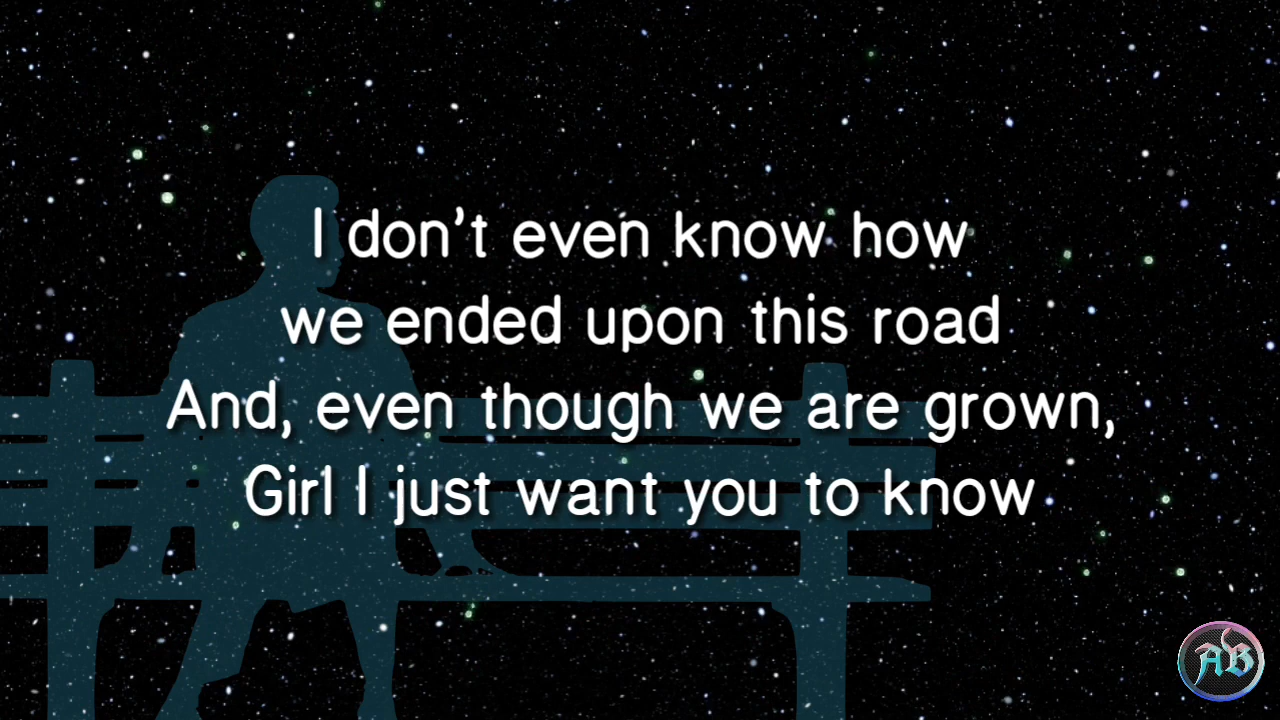 I don't even know how
we ended upon this road
And, even though we are grown,
Girl I just want you to know
AB